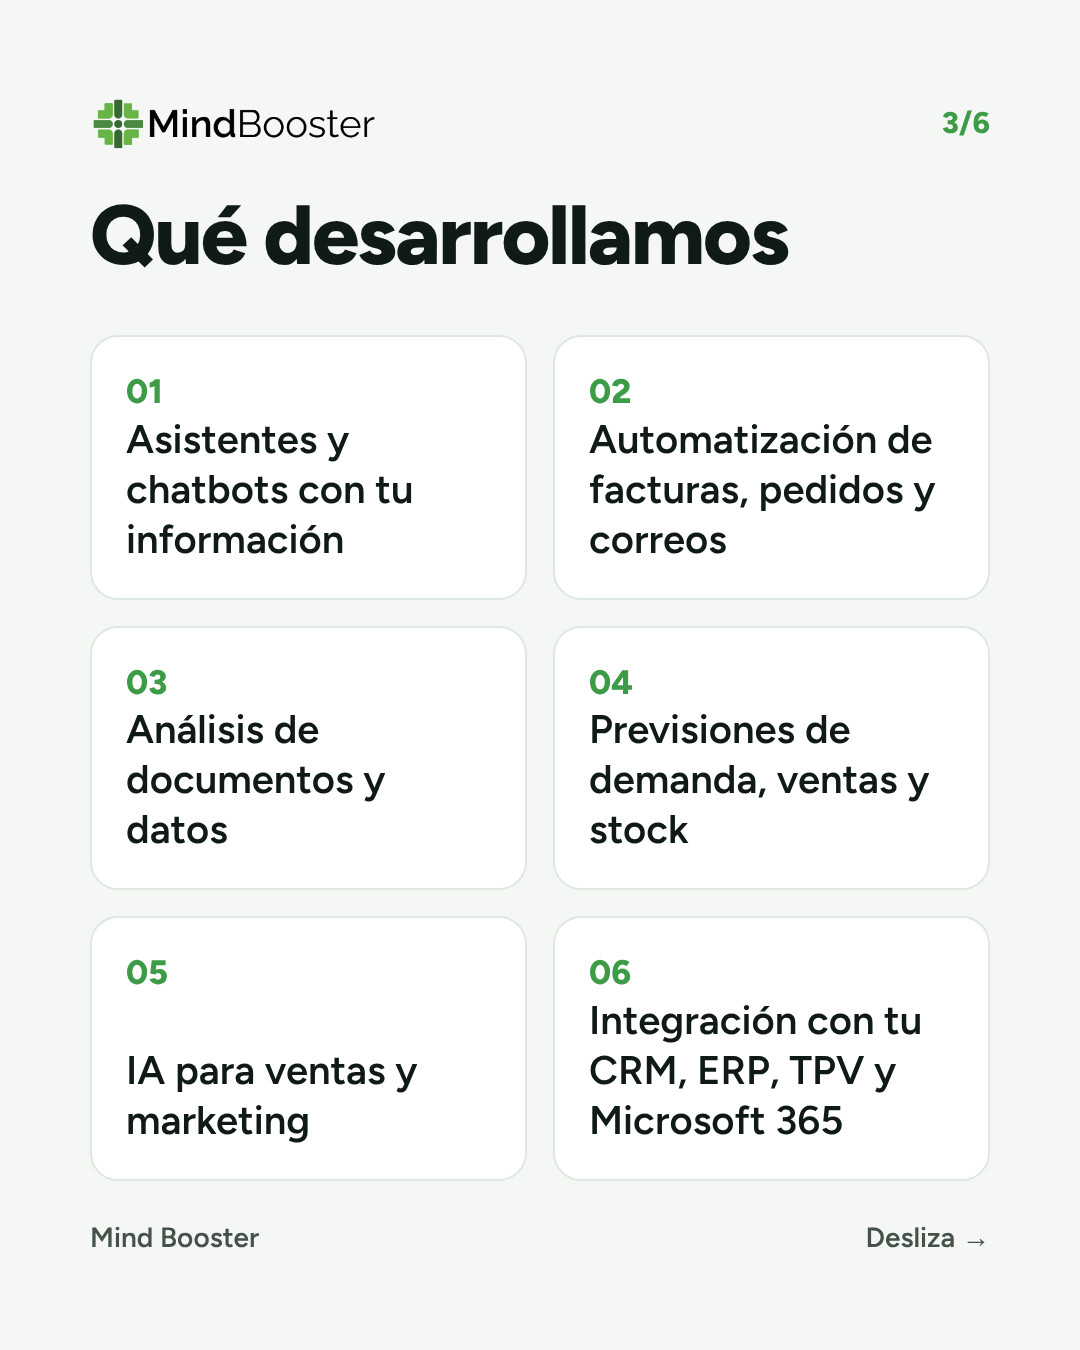 MindBooster
3/6
Qué desarrollamos
01
Asistentes y
chatbots con tu
información
02
Automatización de
facturas, pedidos y
correos
03
Análisis de
documentos y
datos
04
Previsiones de
demanda, ventas y
stock
05
IA para ventas y
marketing
06
Integración con tu
CRM, ERP, TPV y
Microsoft 365
Mind Booster
Desliza →